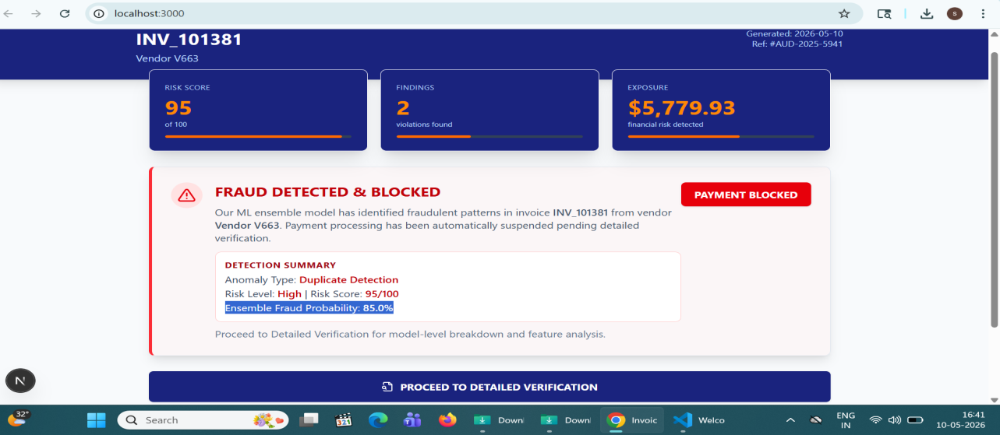 localhost:3000
S
INV_101381
Vendor V663
Generated: 2026-05-10
Ref: #AUD-2025-5941
RISK SCORE
95
of 100
FINDINGS
2
violations found
EXPOSURE
$5,779.93
financial risk detected
FRAUD DETECTED & BLOCKED
PAYMENT BLOCKED
Our ML ensemble model has identified fraudulent patterns in invoice INV_101381 from vendor
Vendor V663. Payment processing has been automatically suspended pending detailed
verification.
DETECTION SUMMARY
Anomaly Type: Duplicate Detection
Risk Level: High | Risk Score: 95/100
Ensemble Fraud Probability: 85.0%
Proceed to Detailed Verification for model-level breakdown and feature analysis.
N
PROCEED TO DETAILED VERIFICATION
32°
Search
321
Down
Down
Invoic
Welco
ENG
IN
16:41
10-05-2026